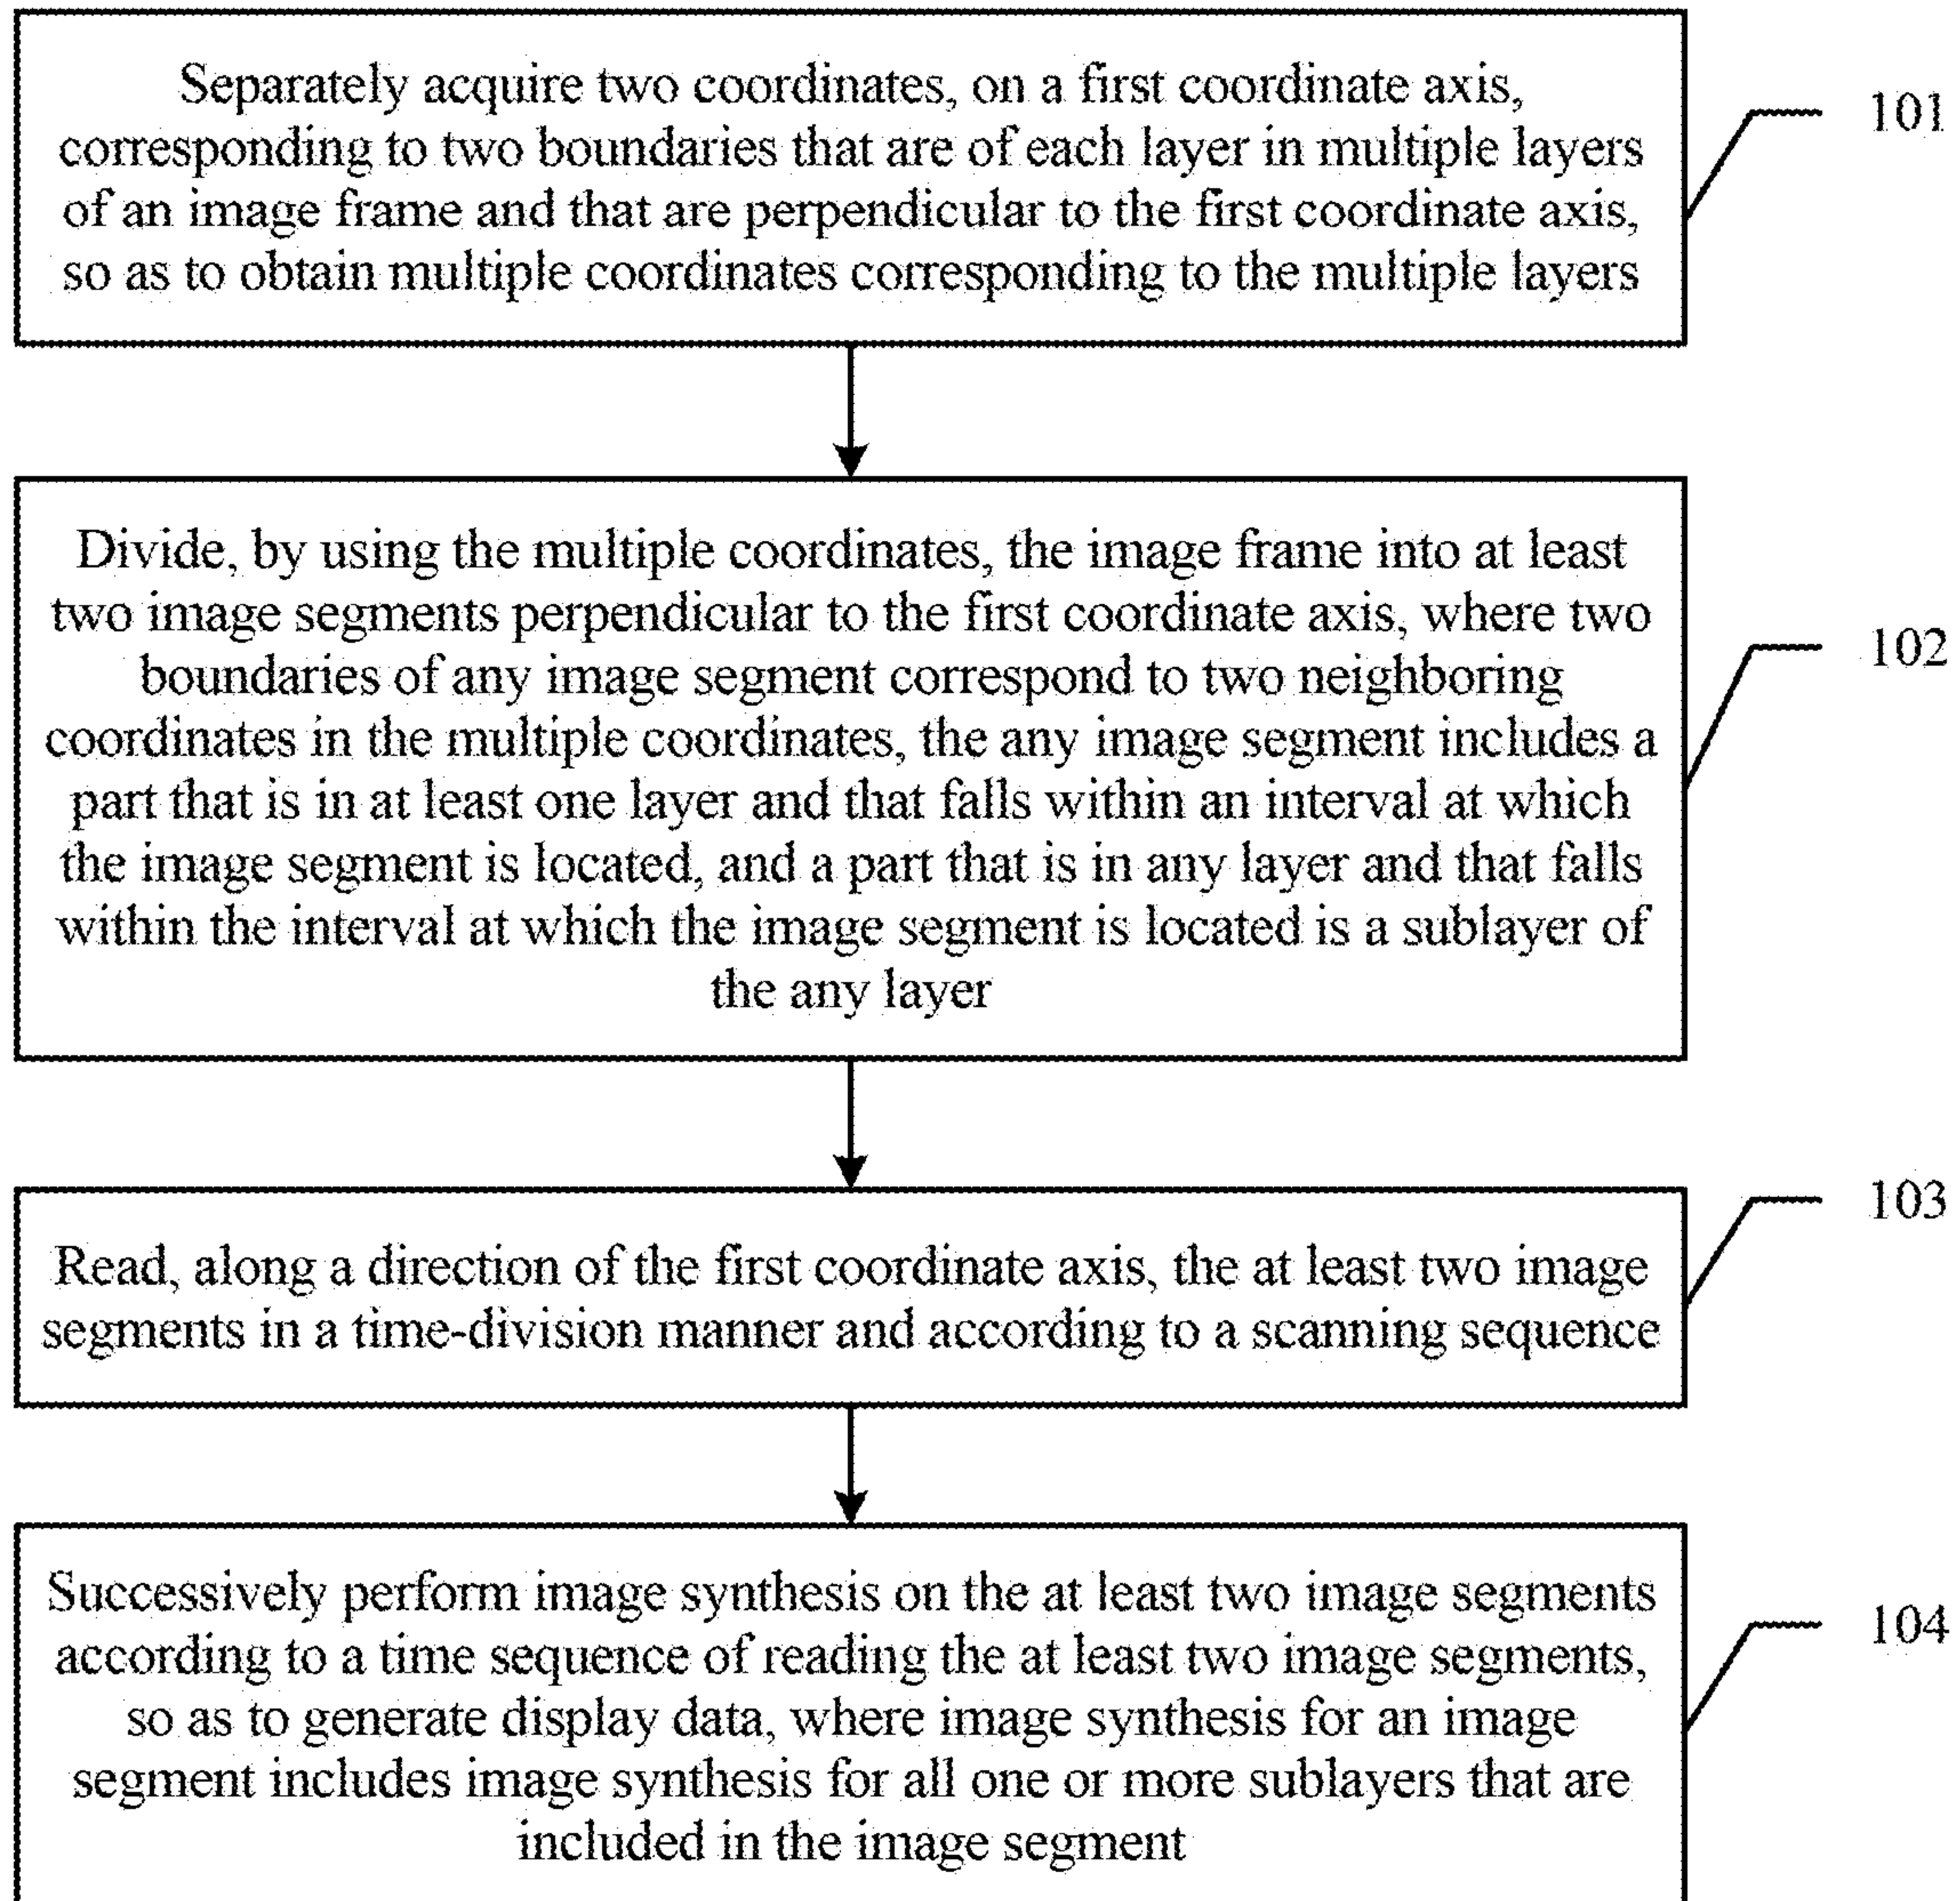 Separately acquire two coordinates, on a first coordinate axis,
corresponding to two boundaries that are of each layer in multiple layers
of an image frame and that are perpendicular to the first coordinate axis,
so as to obtain multiple coordinates corresponding to the multiple layers
101
Divide, by using the multiple coordinates, the image frame into at least
two image segments perpendicular to the first coordinate axis, where two
boundaries of any image segment correspond to two neighboring
coordinates in the multiple coordinates, the any image segment includes a
part that is in at least one layer and that falls within an interval at which
the image segment is located, and a part that is in any layer and that falls
within the interval at which the image segment is located is a sublayer of
the any layer
102
Read, along a direction of the first coordinate axis, the at least two image
segments in a time-division manner and according to a scanning sequence
103
Successively perform image synthesis on the at least two image segments
according to a time sequence of reading the at least two image segments,
so as to generate display data, where image synthesis for an image
segment includes image synthesis for all one or more sublayers that are
included in the image segment
104